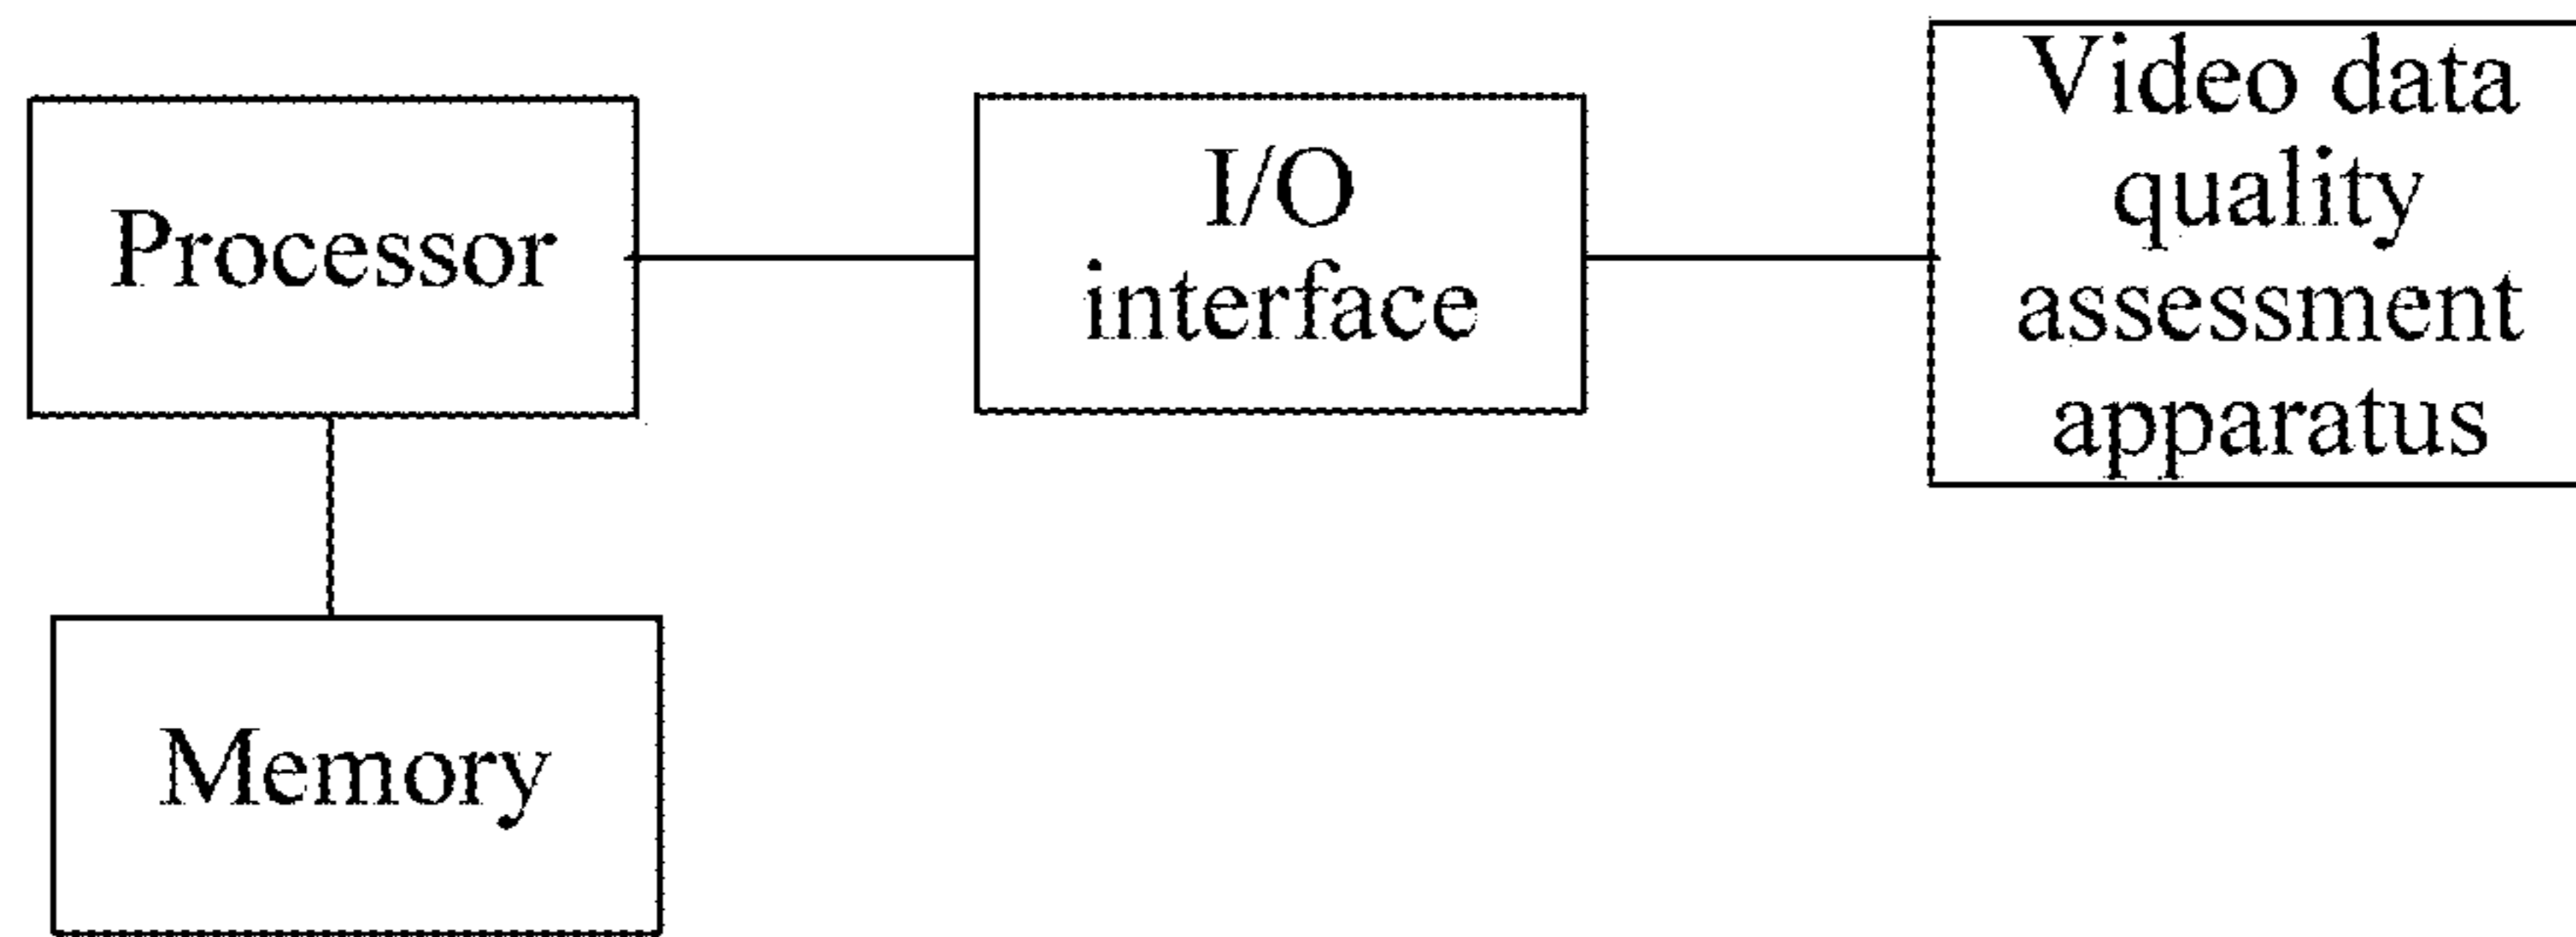 Processor
I/O
interface
Video data
quality
assessment
apparatus
Memory